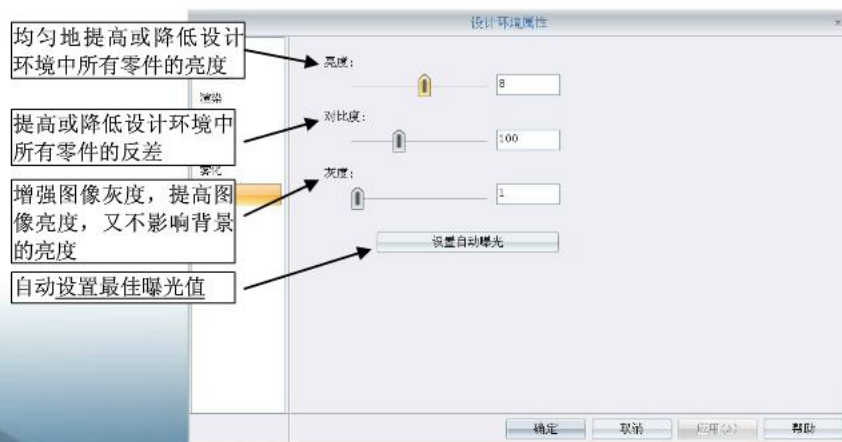 设计环境属性
均匀地提高或降低设计
环境中所有零件的亮度
亮度:
8
渲染
提高或降低设计环境中
所有零件的反差
对比度:
100
雾化
增强图像灰度，提高图
像亮度，又不影响背景
的亮度
灰度:
1
设置自动曝光
自动设置最佳曝光值
确定
取消
应用(A)
帮助